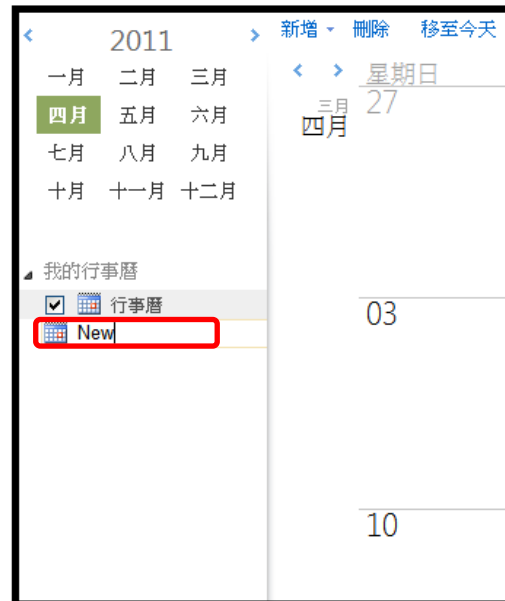 2011
一月 二月 三月
四月 五月 六月
七月 八月 九月
十月 十一月 十二月
我的行事曆
行事曆
New
新增 刪除 移至今天
星期日
三月 27
四月
03
10